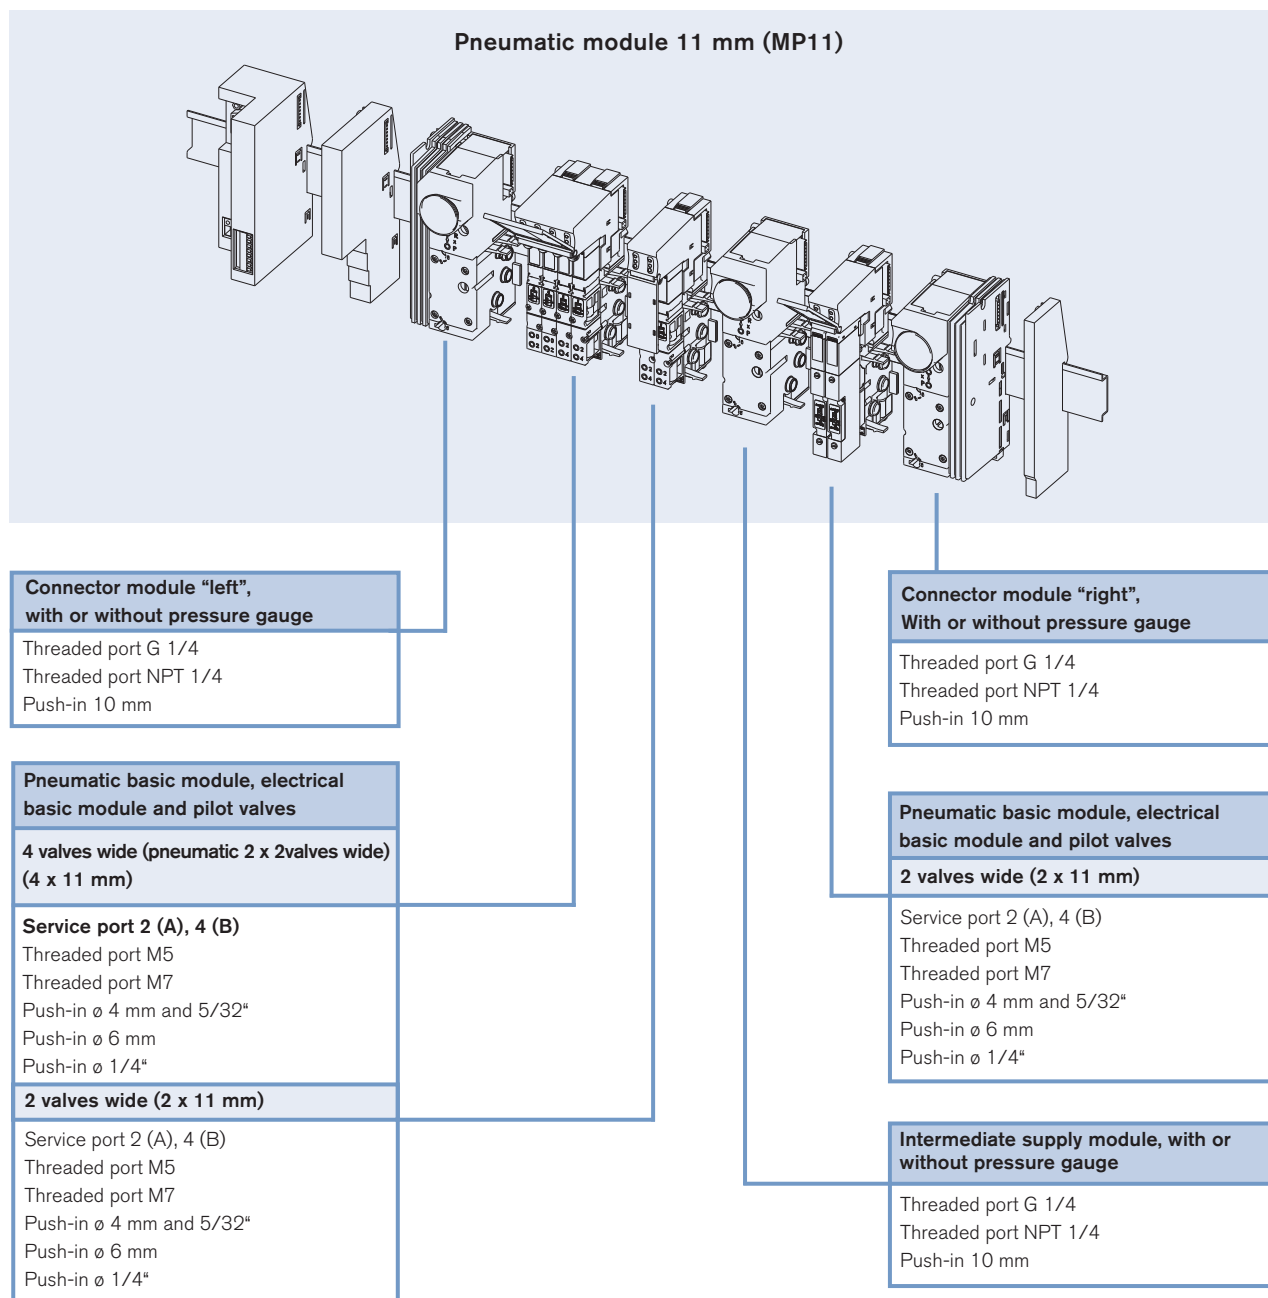 Pneumatic module 11 mm (MP11)
Connector module “left”,
with or without pressure gauge
Threaded port G 1/4
Threaded port NPT 1/4
Push-in 10 mm
Pneumatic basic module, electrical
basic module and pilot valves
4 valves wide (pneumatic 2 x 2valves wide)
(4 x 11 mm)
Service port 2 (A), 4 (B)
Threaded port M5
Threaded port M7
Push-in ø 4 mm and 5/32“
Push-in ø 6 mm
Push-in ø 1/4“
2 valves wide (2 x 11 mm)
Service port 2 (A), 4 (B)
Threaded port M5
Threaded port M7
Push-in ø 4 mm and 5/32“
Push-in ø 6 mm
Push-in ø 1/4“
Connector module “right”,
With or without pressure gauge
Threaded port G 1/4
Threaded port NPT 1/4
Push-in 10 mm
Pneumatic basic module, electrical
basic module and pilot valves
2 valves wide (2 x 11 mm)
Service port 2 (A), 4 (B)
Threaded port M5
Threaded port M7
Push-in ø 4 mm and 5/32“
Push-in ø 6 mm
Push-in ø 1/4“
Intermediate supply module, with or
without pressure gauge
Threaded port G 1/4
Threaded port NPT 1/4
Push-in 10 mm